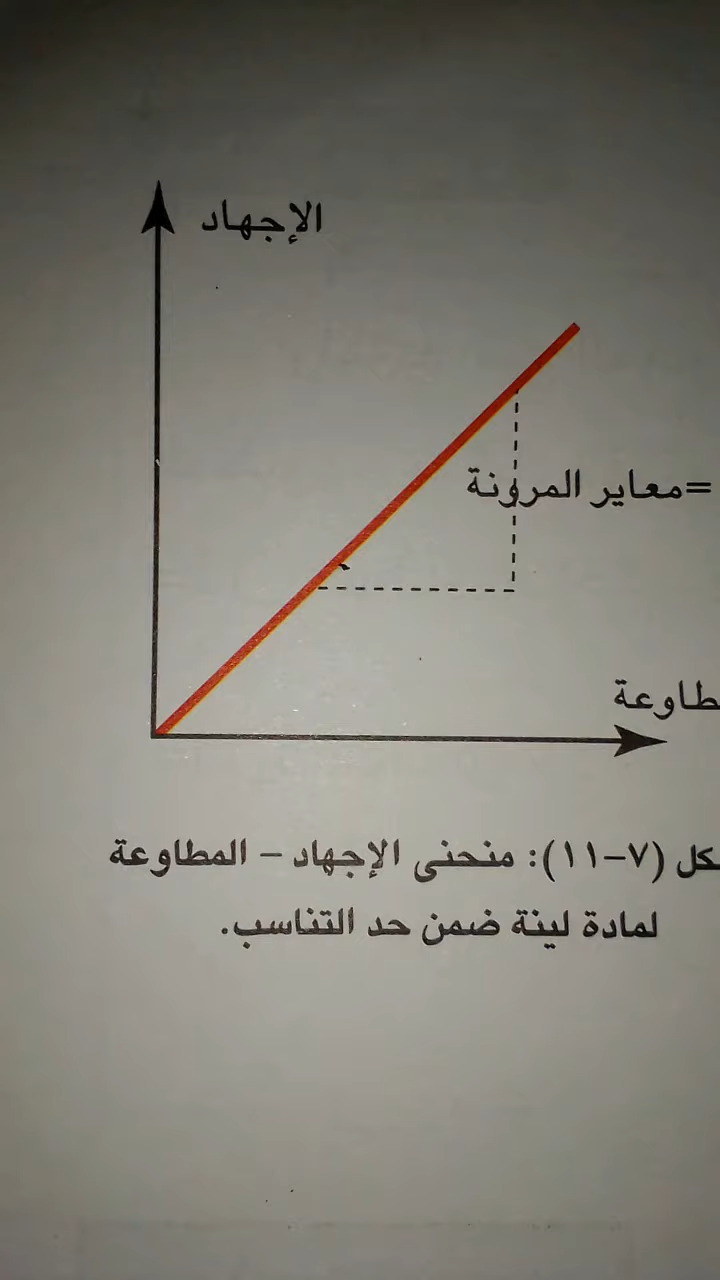 الإجهاد
=معاير المرونة
طاوعة
كل (٧-١١): منحنى الإجهاد - المطاوعة
لمادة لينة ضمن حد التناسب.